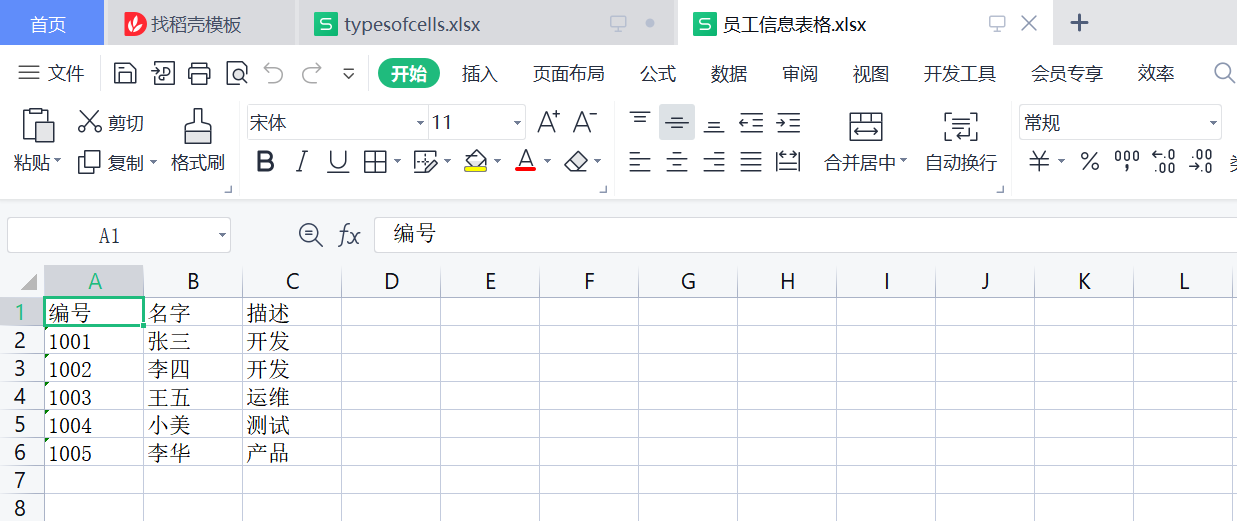 首页 找稻壳模板 S typesofcells.xlsx S 员工信息表格.xlsx
文件 开始 插入 页面布局 公式 数据 审阅 视图 开发工具 会员专享 效率
剪切 宋体 11 A+ A- 常规
粘贴 复制 格式刷 B I U A 合并居中 自动换行 ¥ % 000 , ←.0 .00 .00 →.0
A1 fx 编号
A B C D E F G H I J K L
1 编号 名字 描述
2 1001 张三 开发
3 1002 李四 开发
4 1003 王五 运维
5 1004 小美 测试
6 1005 李华 产品
7
8